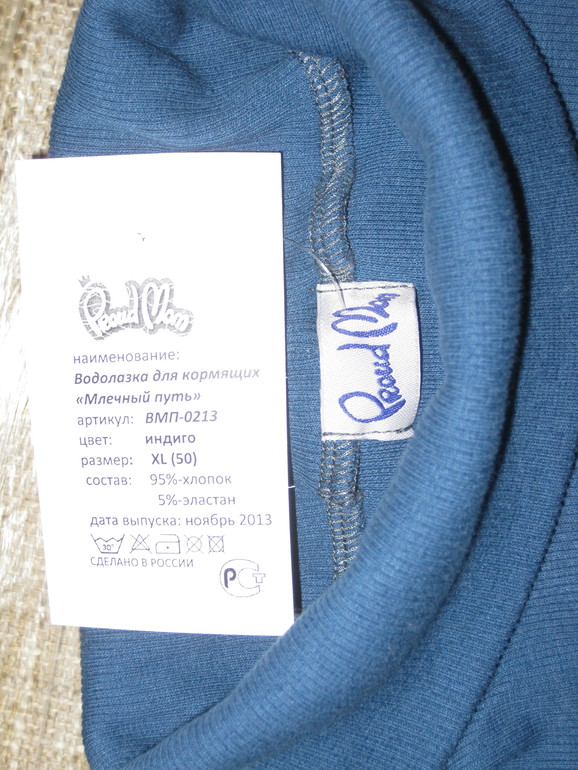 Proud Mom
наименование:
Водолазка для кормящих
«Млечный путь»
артикул: ВМП-0213
цвет: индиго
размер: XL (50)
состав: 95%-хлопок
5%-эластан
дата выпуска: ноябрь 2013
30°
СДЕЛАНО В РОССИИ
РСТ
Proud Mom